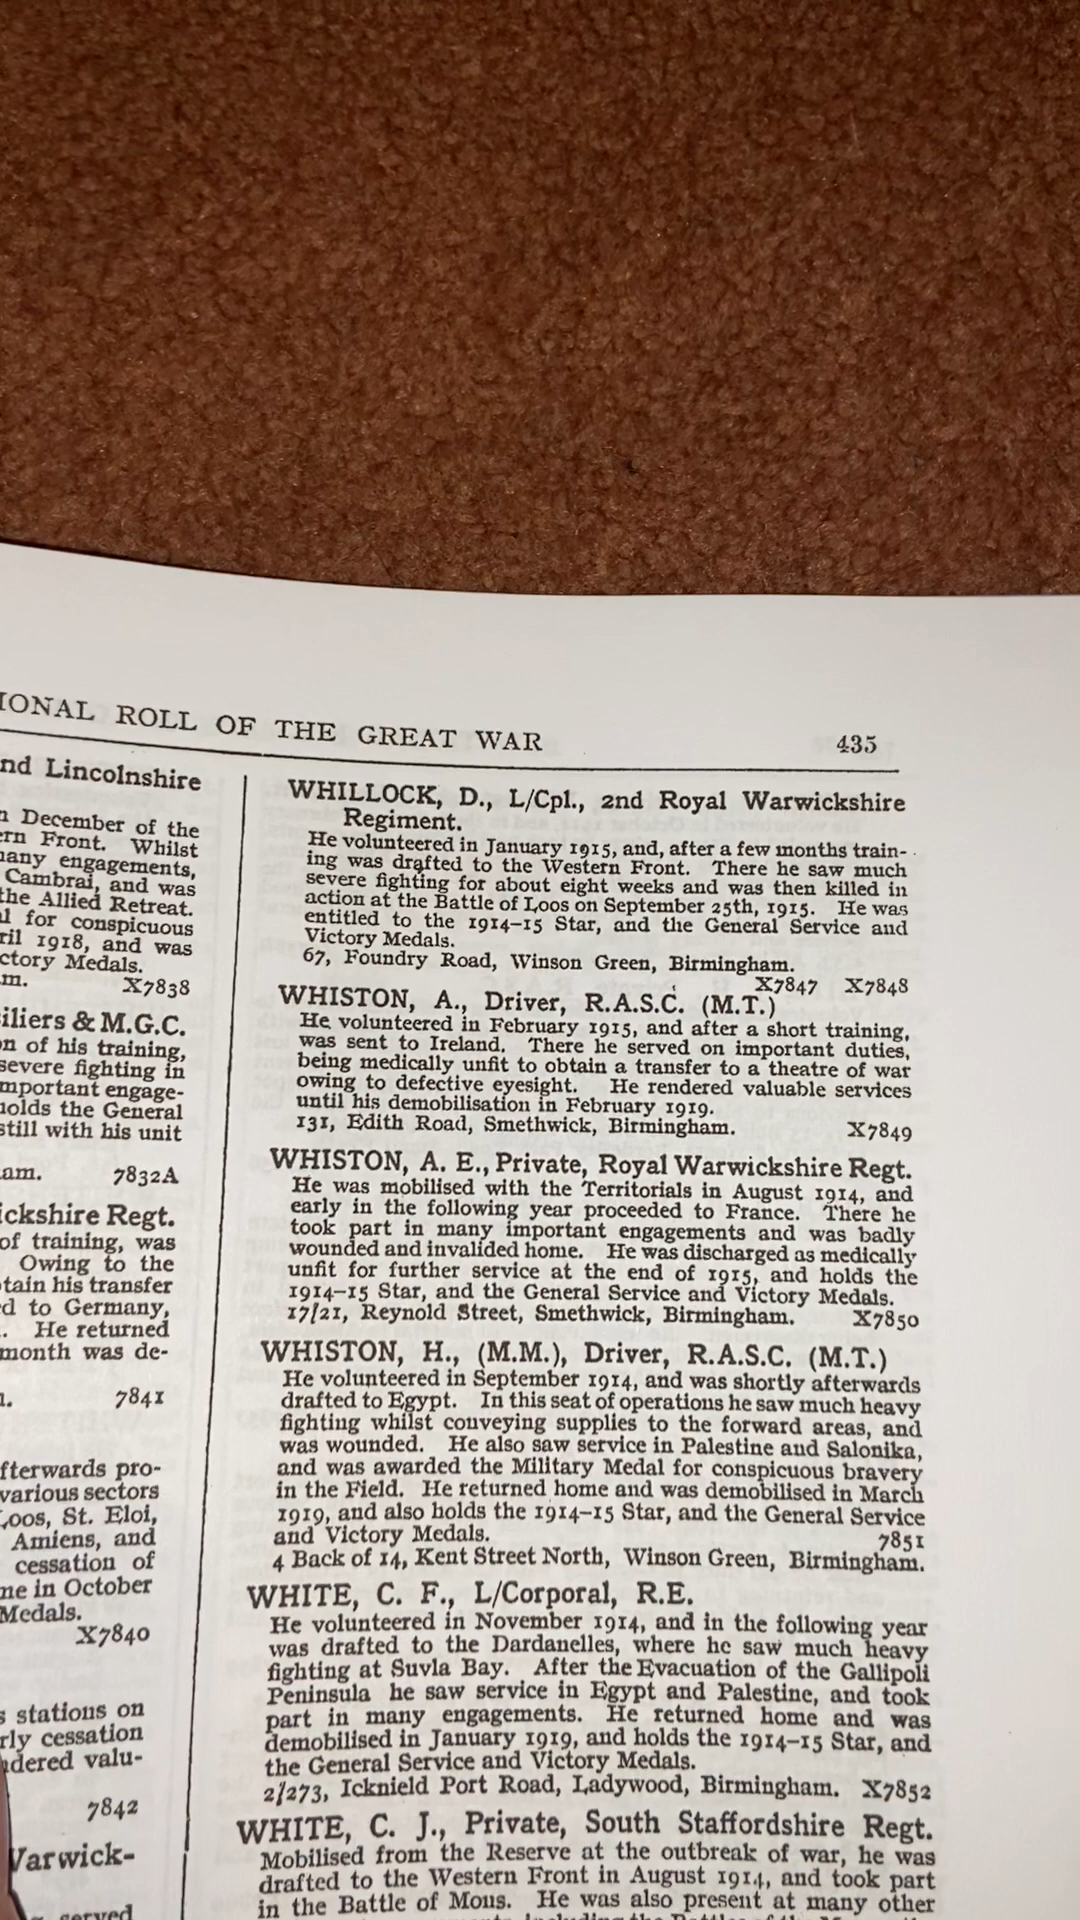 IONAL ROLL OF THE GREAT WAR 435
nd Lincolnshire
n December of the
ern Front. Whilst
many engagements,
Cambrai, and was
the Allied Retreat.
l for conspicuous
ril 1918, and was
ctory Medals.
m. X7838
iliers & M.G.C.
on of his training,
severe fighting in
mportant engage-
holds the General
still with his unit
am. 7832A
ickshire Regt.
of training, was
Owing to the
tain his transfer
d to Germany,
. He returned
month was de-
n. 7841
fterwards pro-
various sectors
Loos, St. Eloi,
Amiens, and
cessation of
me in October
Medals.
X7840
s stations on
rly cessation
ndered valu-
7842
Warwick-
served
WHILLOCK, D., L/Cpl., 2nd Royal Warwickshire
Regiment.
He volunteered in January 1915, and, after a few months train-
ing was drafted to the Western Front. There he saw much
severe fighting for about eight weeks and was then killed in
action at the Battle of Loos on September 25th, 1915. He was
entitled to the 1914-15 Star, and the General Service and
Victory Medals.
67, Foundry Road, Winson Green, Birmingham.
X7847 X7848
WHISTON, A., Driver, R.A.S.C. (M.T.)
He volunteered in February 1915, and after a short training,
was sent to Ireland. There he served on important duties,
being medically unfit to obtain a transfer to a theatre of war
owing to defective eyesight. He rendered valuable services
until his demobilisation in February 1919.
131, Edith Road, Smethwick, Birmingham. X7849
WHISTON, A. E., Private, Royal Warwickshire Regt.
He was mobilised with the Territorials in August 1914, and
early in the following year proceeded to France. There he
took part in many important engagements and was badly
wounded and invalided home. He was discharged as medically
unfit for further service at the end of 1915, and holds the
1914-15 Star, and the General Service and Victory Medals.
17/21, Reynold Street, Smethwick, Birmingham. X7850
WHISTON, H., (M.M.), Driver, R.A.S.C. (M.T.)
He volunteered in September 1914, and was shortly afterwards
drafted to Egypt. In this seat of operations he saw much heavy
fighting whilst conveying supplies to the forward areas, and
was wounded. He also saw service in Palestine and Salonika,
and was awarded the Military Medal for conspicuous bravery
in the Field. He returned home and was demobilised in March
1919, and also holds the 1914-15 Star, and the General Service
and Victory Medals. 7851
4 Back of 14, Kent Street North, Winson Green, Birmingham.
WHITE, C. F., L/Corporal, R.E.
He volunteered in November 1914, and in the following year
was drafted to the Dardanelles, where he saw much heavy
fighting at Suvla Bay. After the Evacuation of the Gallipoli
Peninsula he saw service in Egypt and Palestine, and took
part in many engagements. He returned home and was
demobilised in January 1919, and holds the 1914-15 Star, and
the General Service and Victory Medals.
2/273, Icknield Port Road, Ladywood, Birmingham. X7852
WHITE, C. J., Private, South Staffordshire Regt.
Mobilised from the Reserve at the outbreak of war, he was
drafted to the Western Front in August 1914, and took part
in the Battle of Mons. He was also present at many other